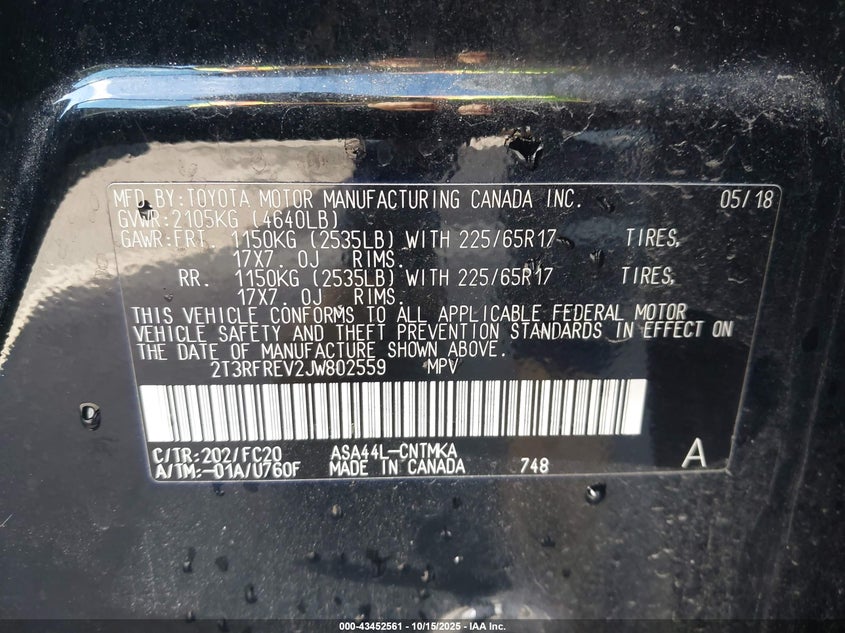 MFD BY:TOYOTA MOTOR MANUFACTURING CANADA INC. 05/18
GVWR:2105KG (4640LB)
GAWR:FRT. 1150KG (2535LB) WITH 225/65R17 TIRES,
17X7. 0J RIMS.
RR. 1150KG (2535LB) WITH 225/65R17 TIRES,
17X7. 0J RIMS.
THIS VEHICLE CONFORMS TO ALL APPLICABLE FEDERAL MOTOR
VEHICLE SAFETY AND THEFT PREVENTION STANDARDS IN EFFECT ON
THE DATE OF MANUFACTURE SHOWN ABOVE.
2T3RFREV2JW802559 MPV
C/TR:202/FC20 ASA44L-CNTMKA
A/TM:-01A/U760F MADE IN CANADA 748 A
000-43452561 - 10/15/2025 - IAA Inc.